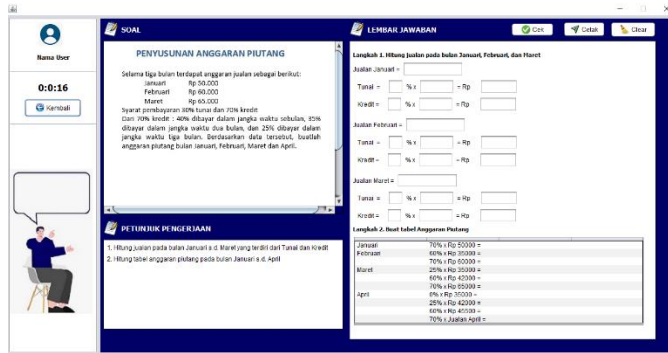 Nama User
0:0:16
Kembali
SOAL
PENYUSUNAN ANGGARAN PIUTANG
Selama tiga bulan terdapat anggaran jualan sebagai berikut:
Januari Rp 50.000
Februari Rp 60.000
Maret Rp 65.000
Syarat pembayaran 30% tunai dan 70% kredit
Dari 70% kredit : 40% dibayar dalam jangka waktu sebulan, 35%
dibayar dalam jangka waktu dua bulan, dan 25% dibayar dalam
jangka waktu tiga bulan. Berdasarkan data tersebut, buatlah
anggaran piutang bulan Januari, Februari, Maret dan April.
PETUNJUK PENGERJAAN
1. Hitung jualan pada bulan Januari s.d. Maret yang terdiri dari Tunai dan Kredit
2. Hitung tabel anggaran piutang pada bulan Januari s.d. April
LEMBAR JAWABAN
Cek
Cetak
Clear
Langkah 1. Hitung jualan pada bulan Januari, Februari, dan Maret
Jualan Januari =
Tunai = % x = Rp
Kredit = % x = Rp
Jualan Februari =
Tunai = % x = Rp
Kredit = % x = Rp
Jualan Maret =
Tunai = % x = Rp
Kredit = % x = Rp
Langkah 2. Buat tabel Anggaran Piutang
Januari 70% x Rp 50000 =
Februari 60% x Rp 35000 =
70% x Rp 60000 =
Maret 25% x Rp 35000 =
60% x Rp 42000 =
70% x Rp 65000 =
April 0% x Rp 35000 =
25% x Rp 42000 =
60% x Rp 45500 =
70% x Jualan April =